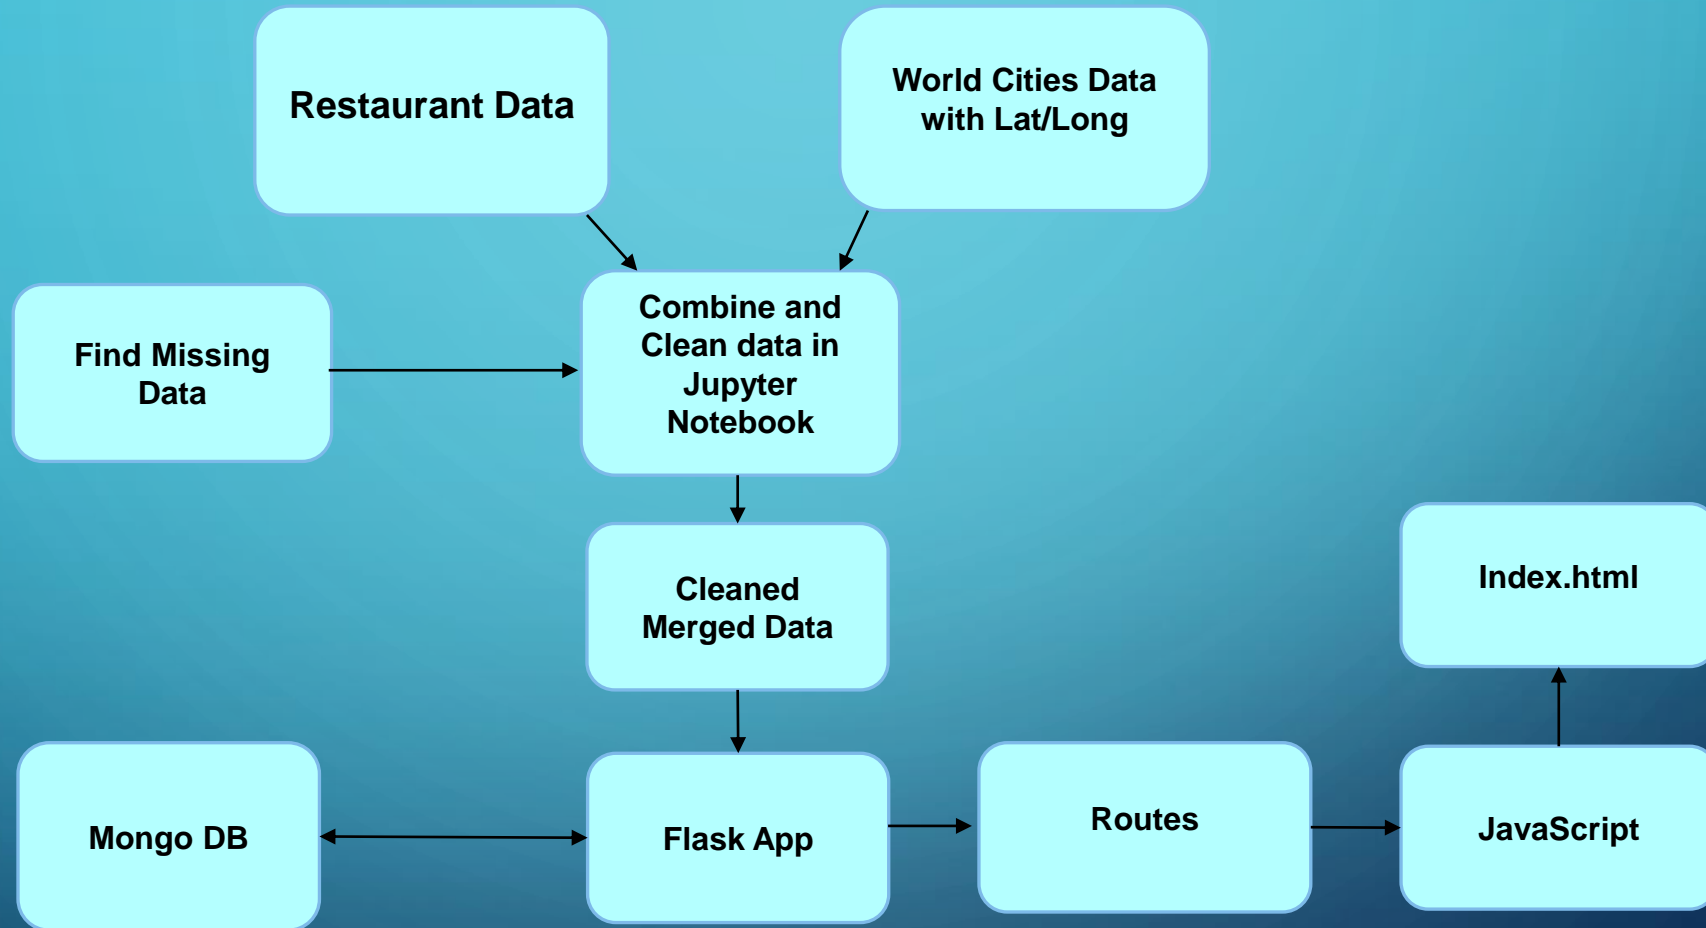 Restaurant Data
World Cities Data
with Lat/Long
Find Missing
Data
Combine and
Clean data in
Jupyter
Notebook
Cleaned
Merged Data
Index.html
Mongo DB
Flask App
Routes
JavaScript